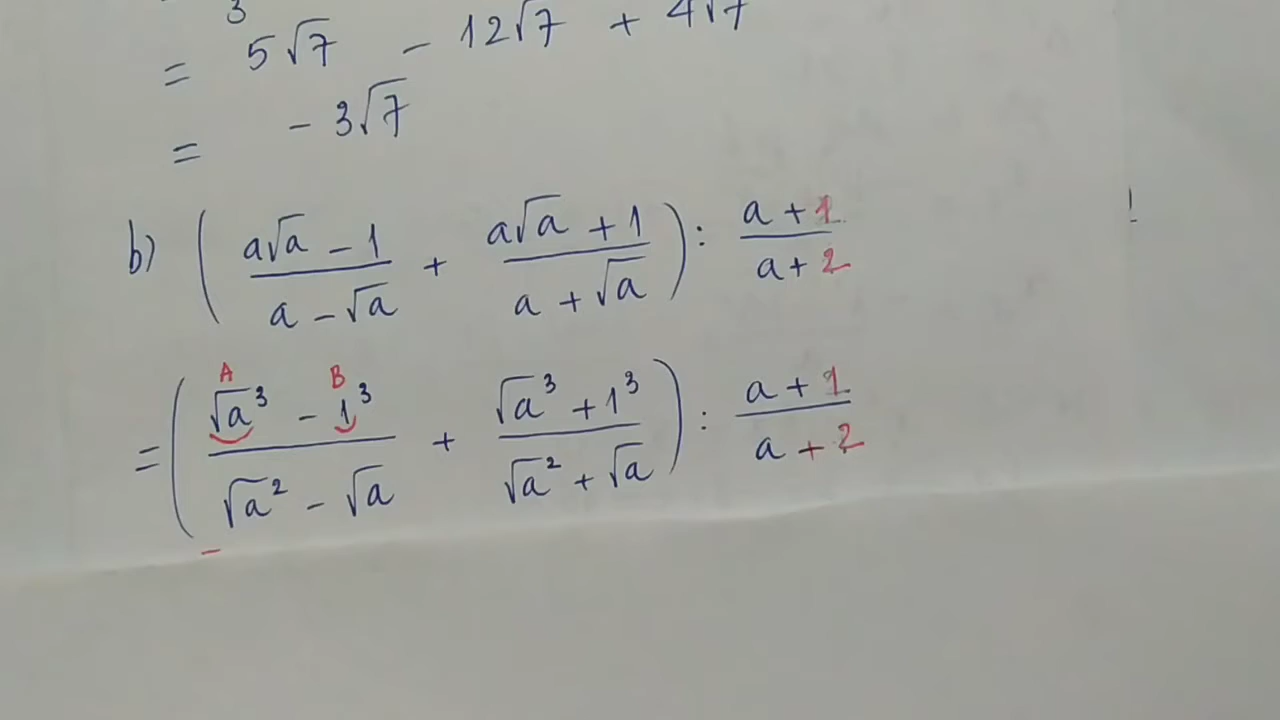 3
= 5√7 - 12√7 + 4√7
= - 3√7
b) ( (a√a - 1)/(a - √a) + (a√a + 1)/(a + √a) ) : (a + 1)/(a + 2)
A B
= ( (√a³ - 1³)/(√a² - √a) + (√a³ + 1³)/(√a² + √a) ) : (a + 1)/(a + 2)